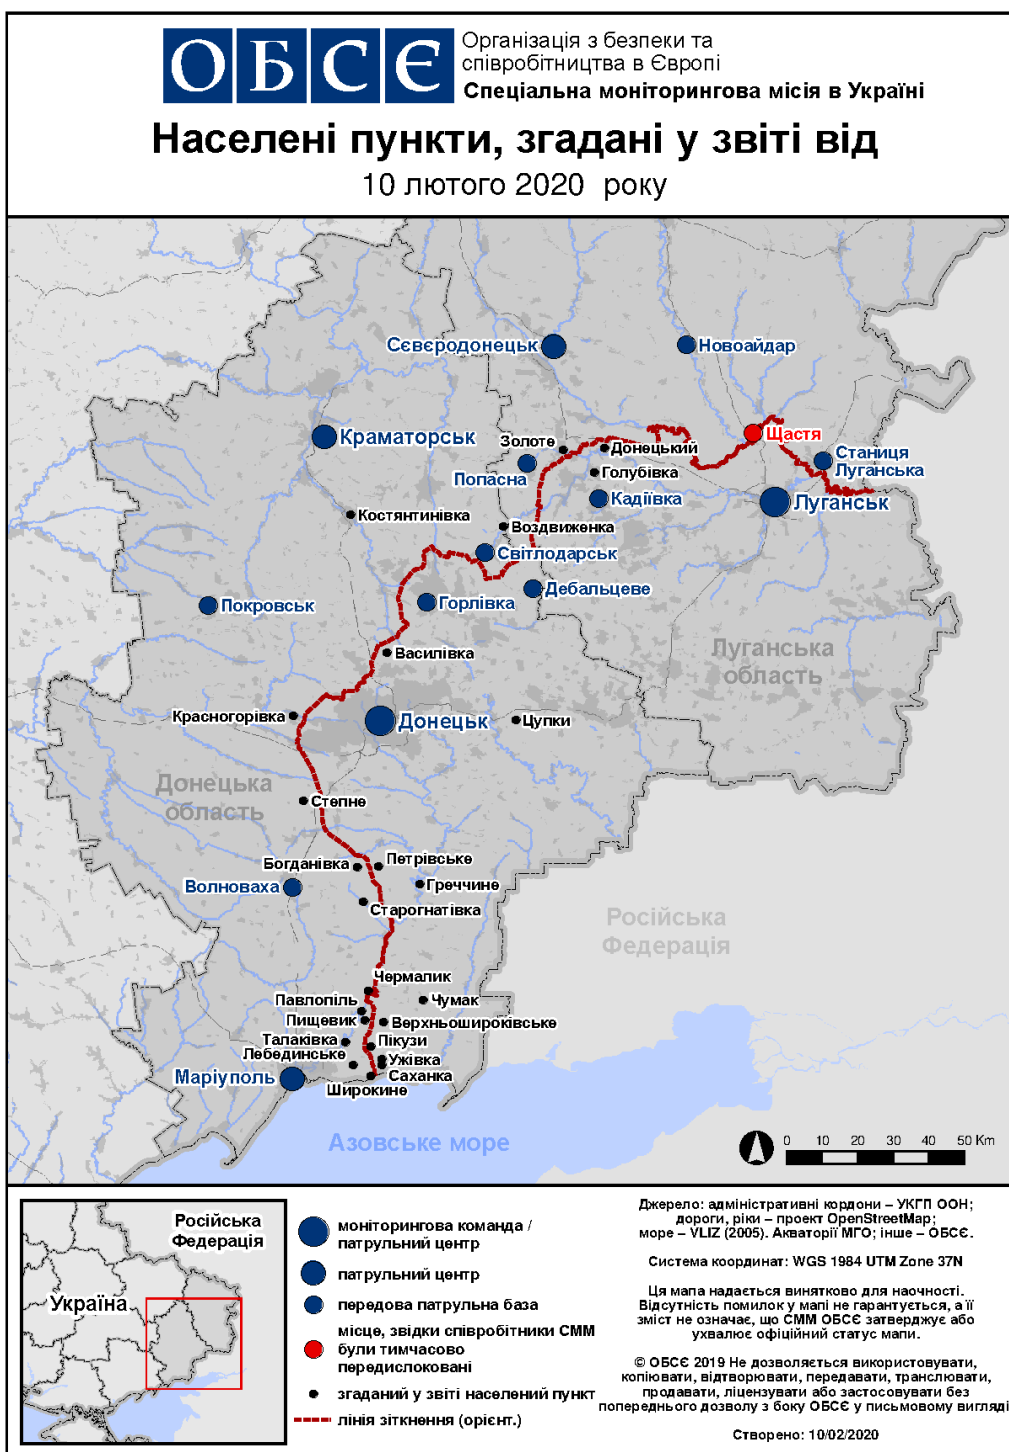 ОБСЄ
Організація з безпеки та
співробітництва в Європі
Спеціальна моніторингова місія в Україні
Населені пункти, згадані у звіті від
10 лютого 2020 року
Сєвєродонецьк
Новоайдар
Краматорськ
Золоте
Донецький
Щастя
Станиця
Луганська
Попасна
Голубівка
Кадіївка
Луганськ
Костянтинівка
Воздвиженка
Світлодарськ
Дебальцеве
Покровськ
Горлівка
Василівка
Луганська
область
Красногорівка
Донецьк
Цупки
Донецька
область
Степне
Богданівка
Петрівське
Волноваха
Греччине
Старогнатівка
Російська
Федерація
Чермалик
Павлопіль
Чумак
Пищевик
Верхньошироківське
Талаківка
Пікузи
Лебединське
Ужівка
Маріуполь
Саханка
Широкине
Азовське море
0 10 20 30 40 50 Km
Російська
Федерація
Україна
моніторингова команда /
патрульний центр
патрульний центр
передова патрульна база
місце, звідки співробітники СММ
були тимчасово
передислоковані
згаданий у звіті населений пункт
лінія зіткнення (орієнт.)
Джерело: адміністративні кордони – УКГП ООН;
дороги, ріки – проект OpenStreetMap;
море – VLIZ (2005). Акваторії МГО; інше – ОБСЄ.
Система координат: WGS 1984 UTM Zone 37N
Ця мапа надається винятково для наочності.
Відсутність помилок у мапі не гарантується, а її
зміст не означає, що СММ ОБСЄ затверджує або
ухвалює офіційний статус мапи.
© ОБСЄ 2019 Не дозволяється використовувати,
копіювати, відтворювати, передавати, транслювати,
продавати, ліцензувати або застосовувати без
попереднього дозволу з боку ОБСЄ у письмовому вигляді
Створено: 10/02/2020